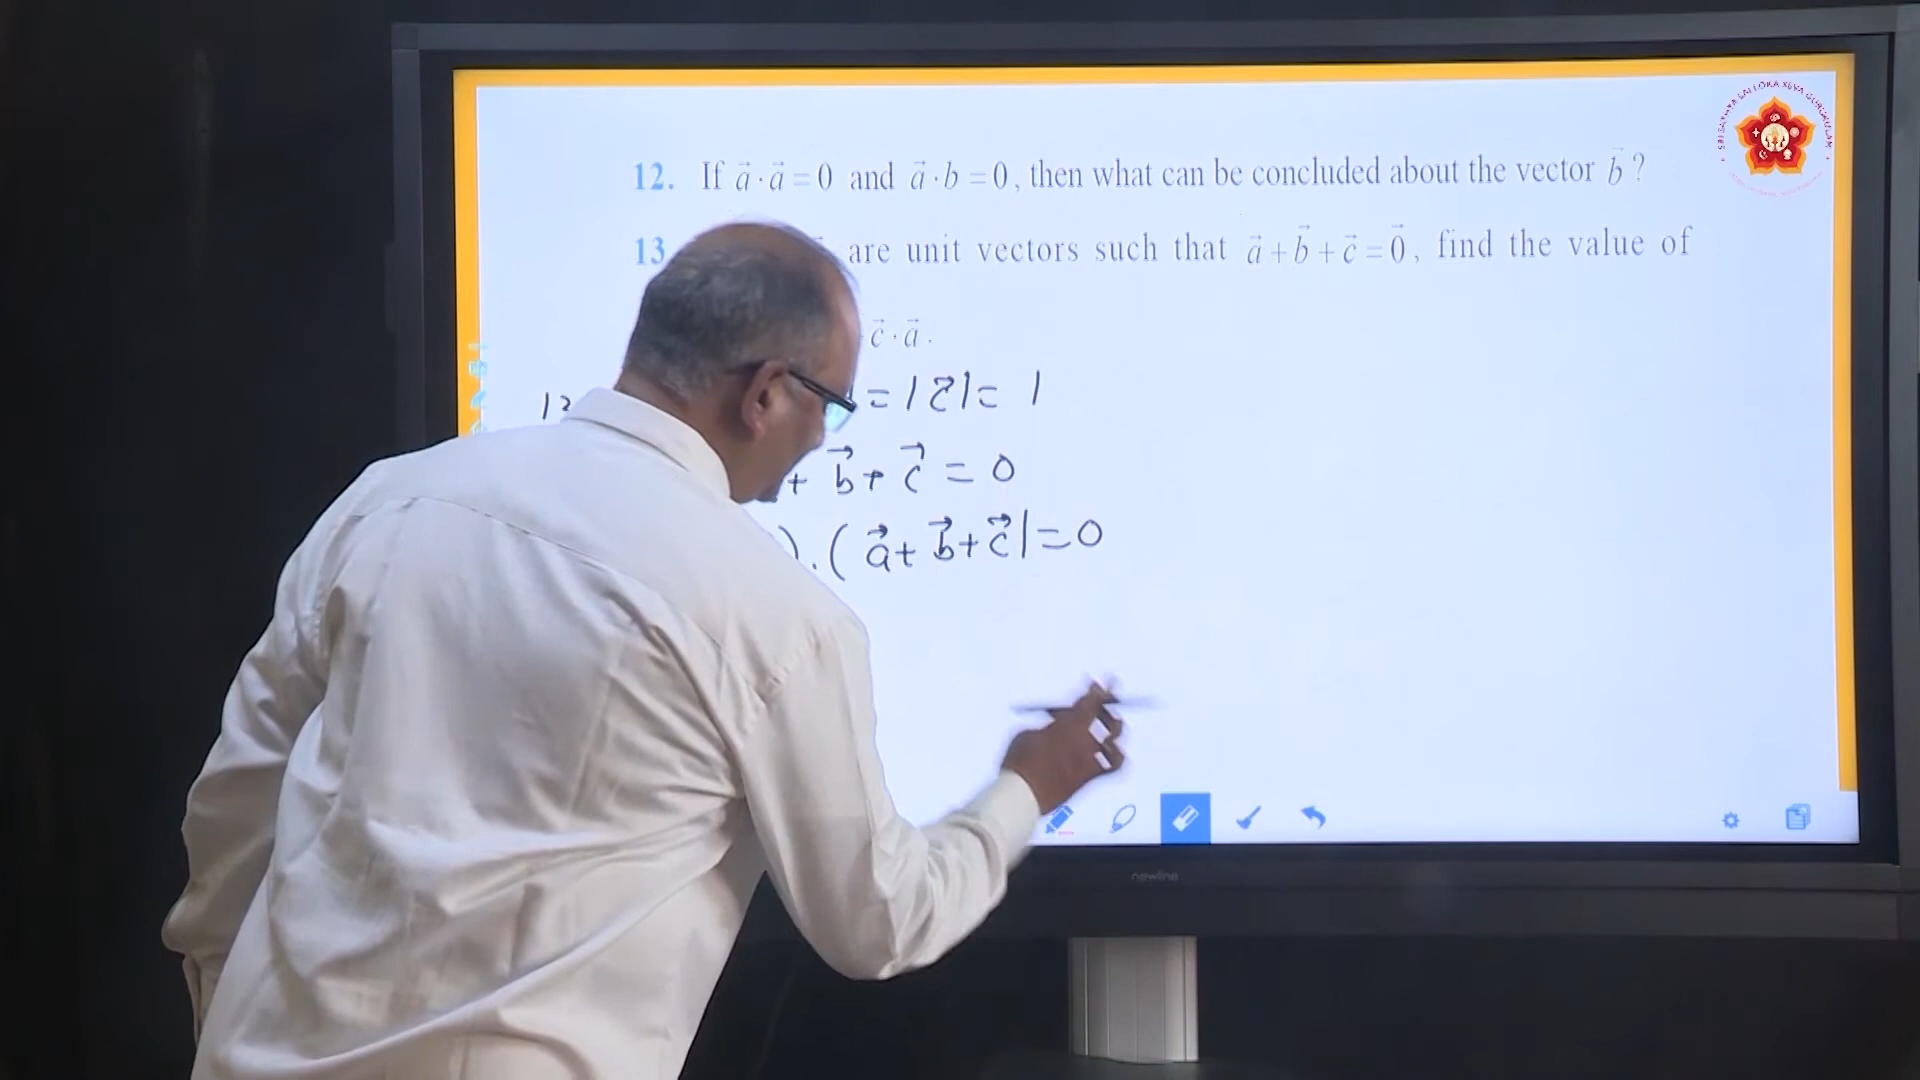 12. If a⃗ · a⃗ = 0 and a⃗ · b = 0, then what can be concluded about the vector b⃗ ?
13 are unit vectors such that a⃗ + b⃗ + c⃗ = 0⃗, find the value of
c⃗ · a⃗ .
= |c⃗| = 1
+ b⃗ + c⃗ = 0
) . ( a⃗ + b⃗ + c⃗ | = 0
newline